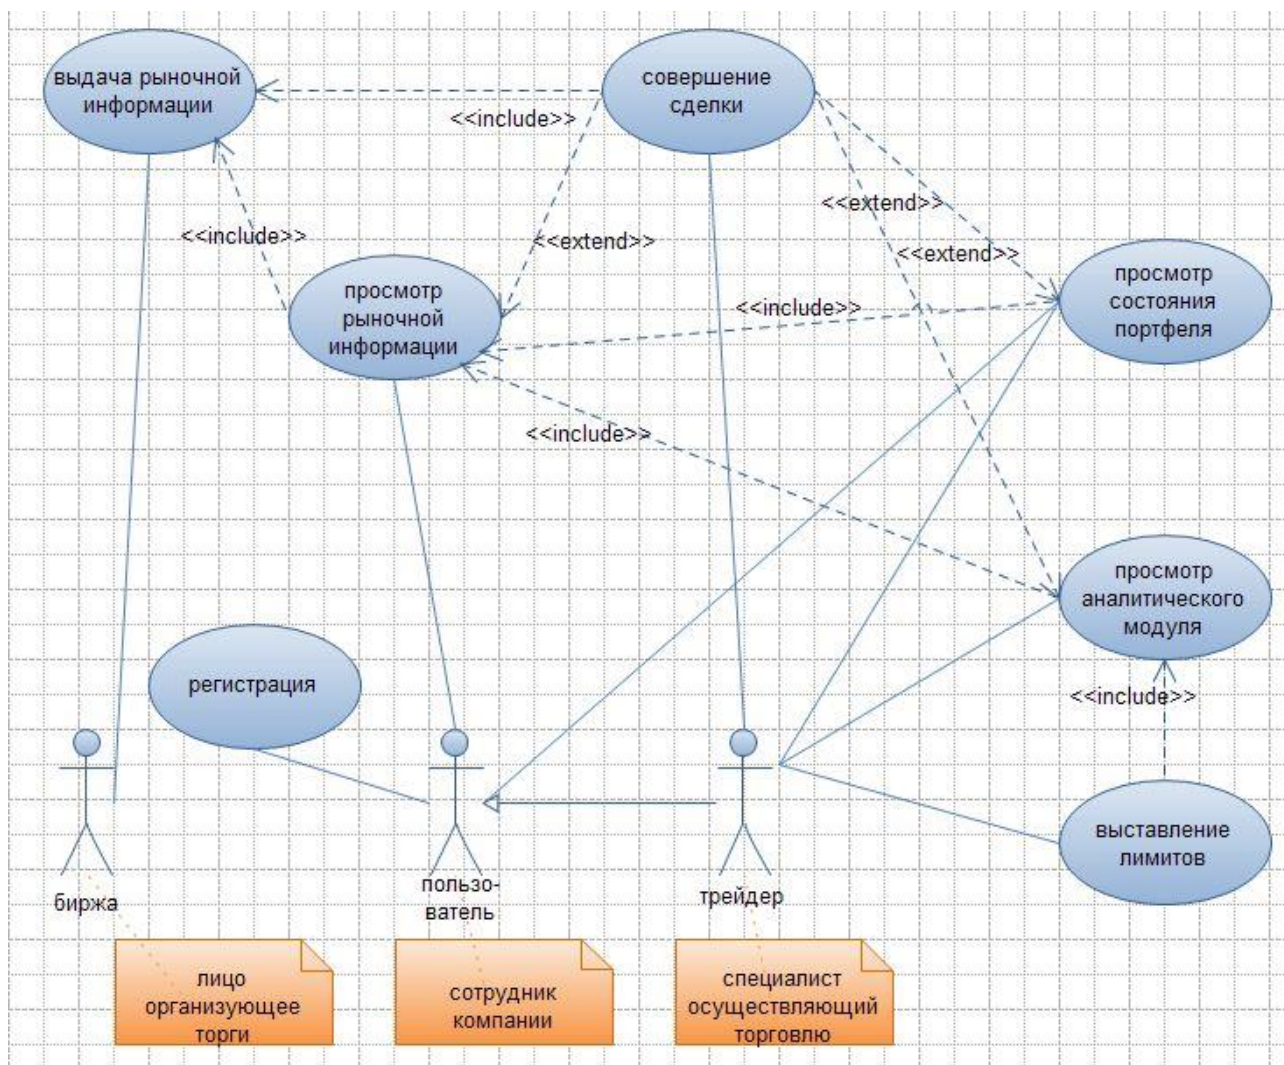 выдача рыночной
информации
совершение
сделки
<<include>>
<<extend>>
<<include>>
<<extend>>
<<extend>>
просмотр
рыночной
информации
просмотр
состояния
портфеля
<<include>>
<<include>>
просмотр
аналитического
модуля
регистрация
<<include>>
выставление
лимитов
биржа
пользо-
ватель
трейдер
лицо
организующее
торги
сотрудник
компании
специалист
осуществляющий
торговлю